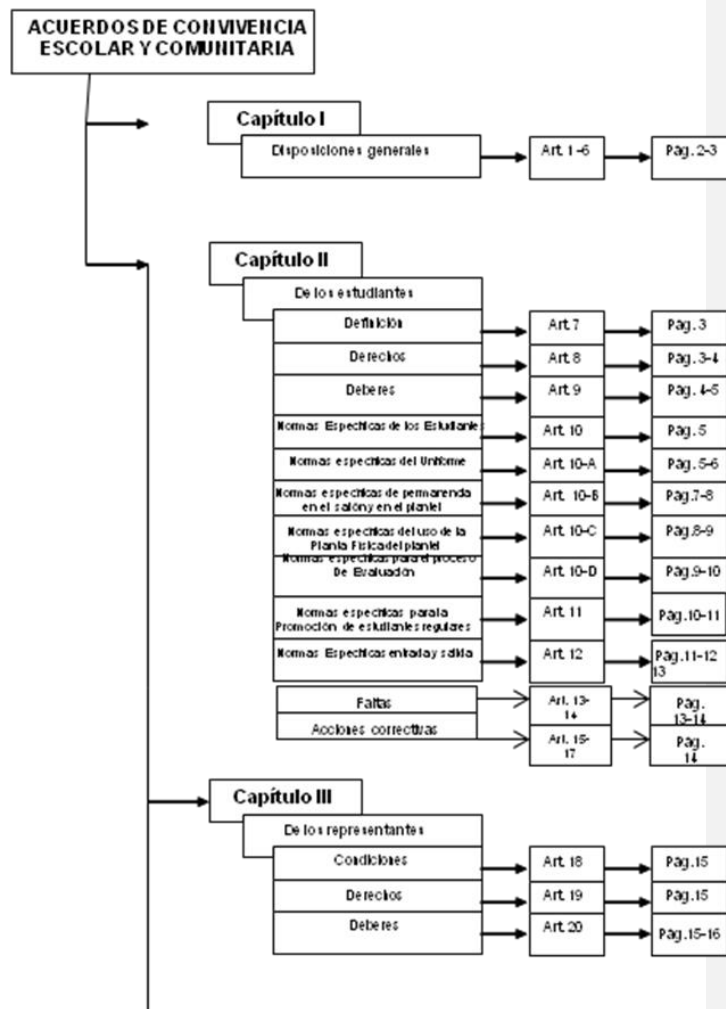 ACUERDOS DE CONVIVENCIA
ESCOLAR Y COMUNITARIA
Capítulo I
Disposiciones generales
Art. 1-6
Pág. 2-3
Capítulo II
De los estudiantes
Definición
Art. 7
Pág. 3
Derechos
Art. 8
Pág. 3-4
Deberes
Art. 9
Pág. 4-5
Normas Específicas de los Estudiantes
Art. 10
Pág. 5
Normas específicas del Uniforme
Art. 10-A
Pág. 5-6
Normas específicas de permanencia
en el salón y en el plantel
Art. 10-B
Pág. 7-8
Normas específicas del uso de la
Planta Física del plantel
Art. 10-C
Pág. 8-9
Normas específicas para el proceso
De Evaluación
Art. 10-D
Pág. 9-10
Normas específicas para la
Promoción de estudiantes regulares
Art. 11
Pág. 10-11
Normas Específicas entrada y salida
Art. 12
Pág. 11-12
13
Faltas
Art. 13-
14
Pág.
13-14
Acciones correctivas
Art. 15-
17
Pág.
14
Capítulo III
De los representantes
Condiciones
Art. 18
Pág. 15
Derechos
Art. 19
Pág. 15
Deberes
Art. 20
Pág. 15-16